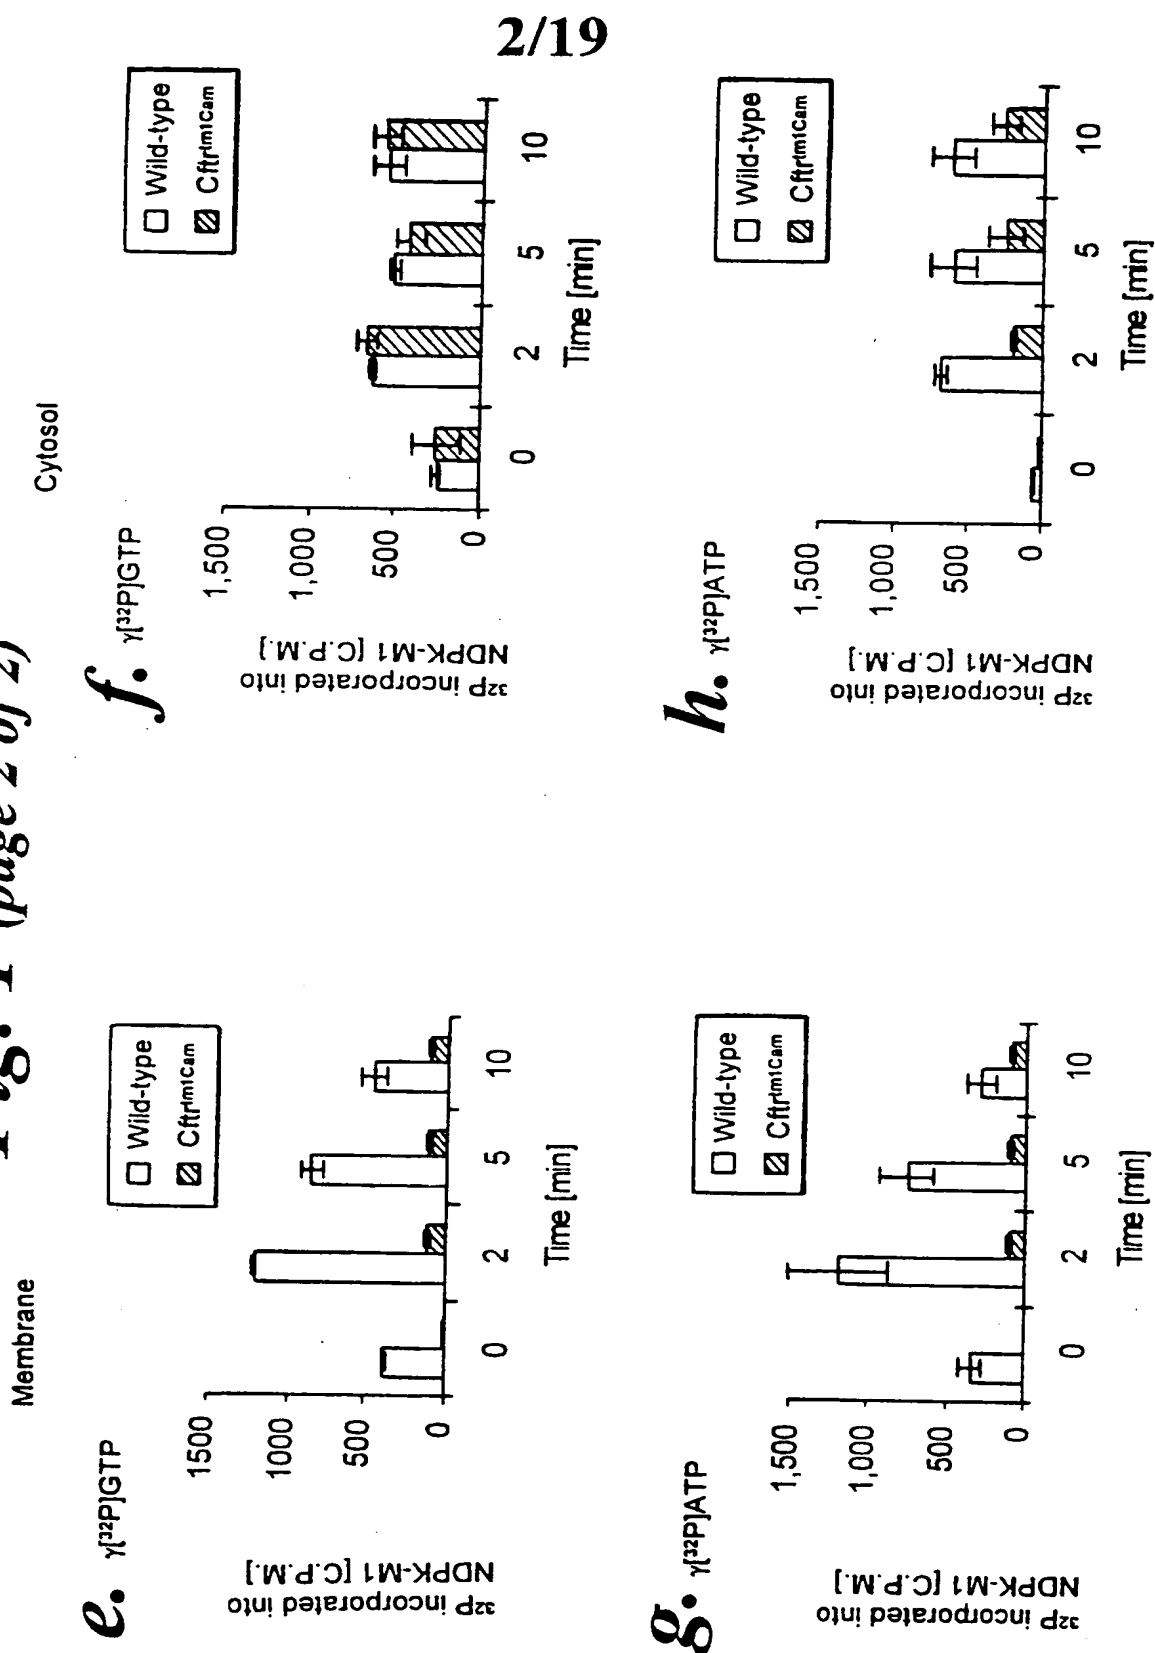 2/19
Fig. 1 (page 2 of 2)
Membrane
Cytosol
e. γ[³²P]GTP
³²P incorporated into
NDPK-M1 [C.P.M.]
1500
1000
500
0
0 2 5 10
Time [min]
Wild-type
Cftrᵗᵐ¹ᶜᵃᵐ
f. γ[³²P]GTP
³²P incorporated into
NDPK-M1 [C.P.M.]
1,500
1,000
500
0
0 2 5 10
Time [min]
Wild-type
Cftrᵗᵐ¹ᶜᵃᵐ
g. γ[³²P]ATP
³²P incorporated into
NDPK-M1 [C.P.M.]
1,500
1,000
500
0
0 2 5 10
Time [min]
Wild-type
Cftrᵗᵐ¹ᶜᵃᵐ
h. γ[³²P]ATP
³²P incorporated into
NDPK-M1 [C.P.M.]
1,500
1,000
500
0
0 2 5 10
Time [min]
Wild-type
Cftrᵗᵐ¹ᶜᵃᵐ